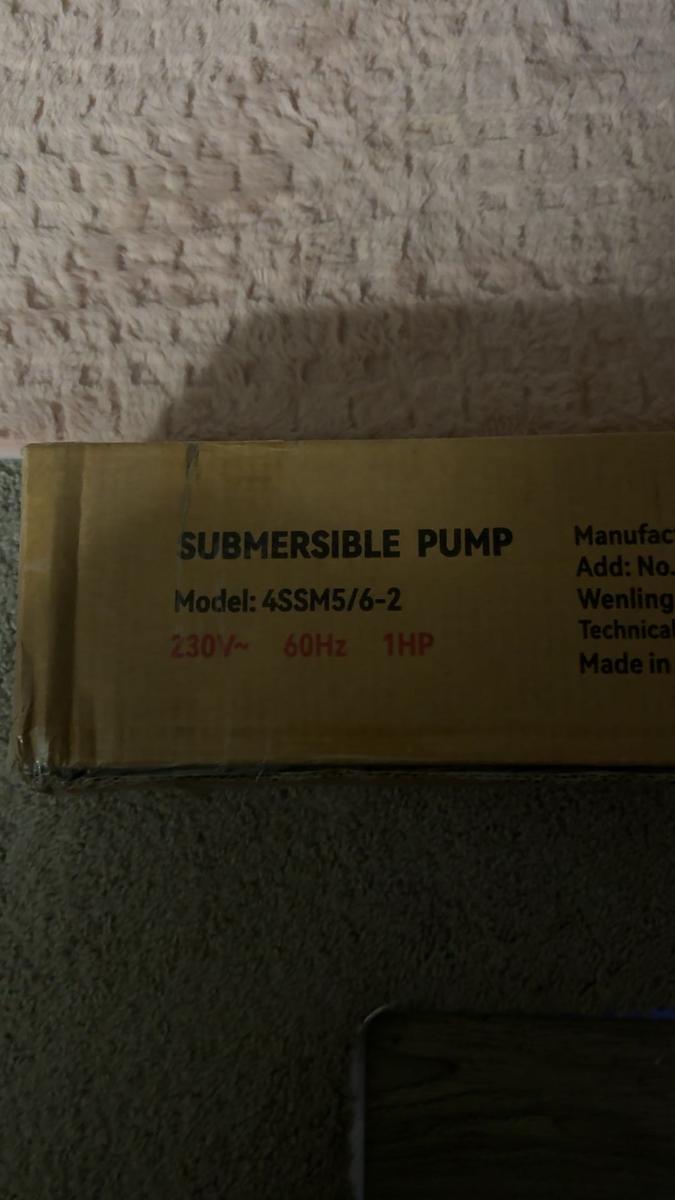 SUBMERSIBLE PUMP
Model: 4SSM5/6-2
230V~ 60Hz 1HP
Manufac
Add: No.
Wenling
Technical
Made in